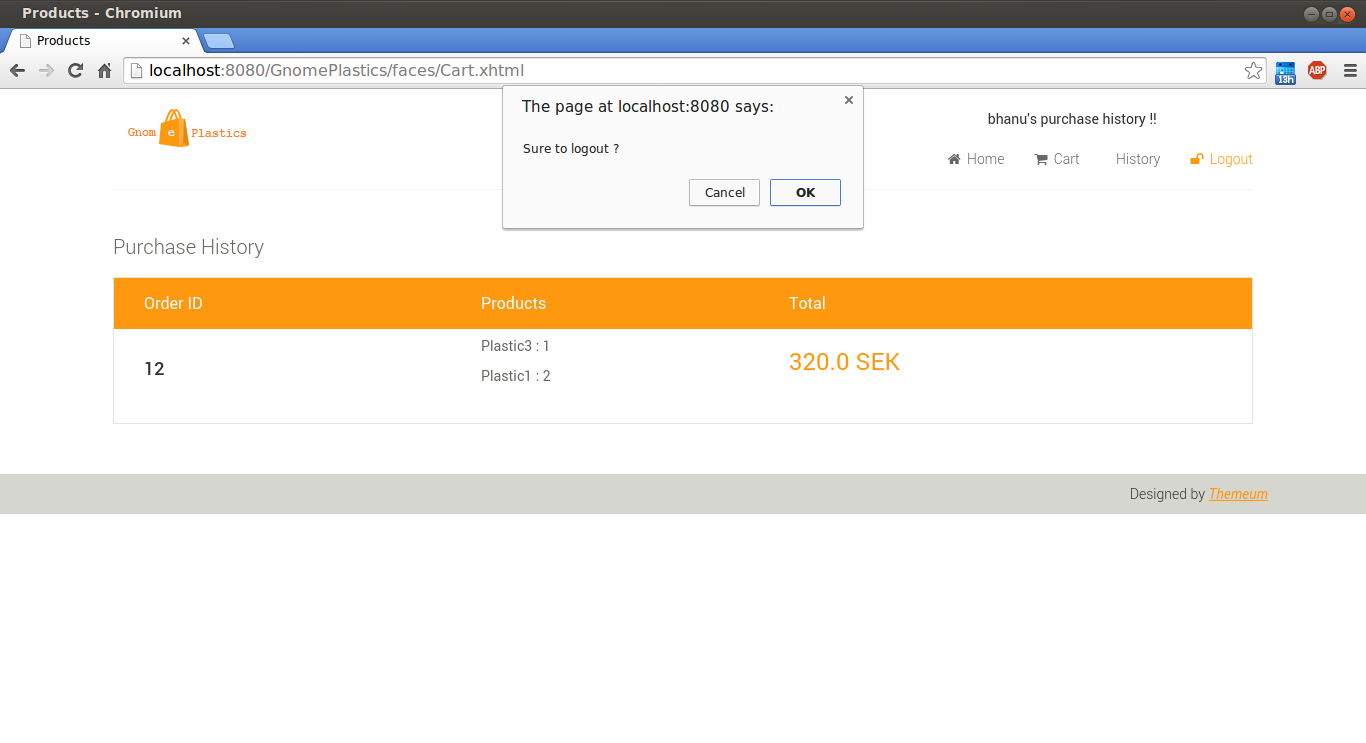 Products - Chromium
Products
localhost:8080/GnomePlastics/faces/Cart.xhtml
13h
ABP
The page at localhost:8080 says:
Sure to logout ?
Cancel
OK
Gnom e Plastics
bhanu's purchase history !!
Home
Cart
History
Logout
Purchase History
Order ID
Products
Total
12
Plastic3 : 1
Plastic1 : 2
320.0 SEK
Designed by Themeum